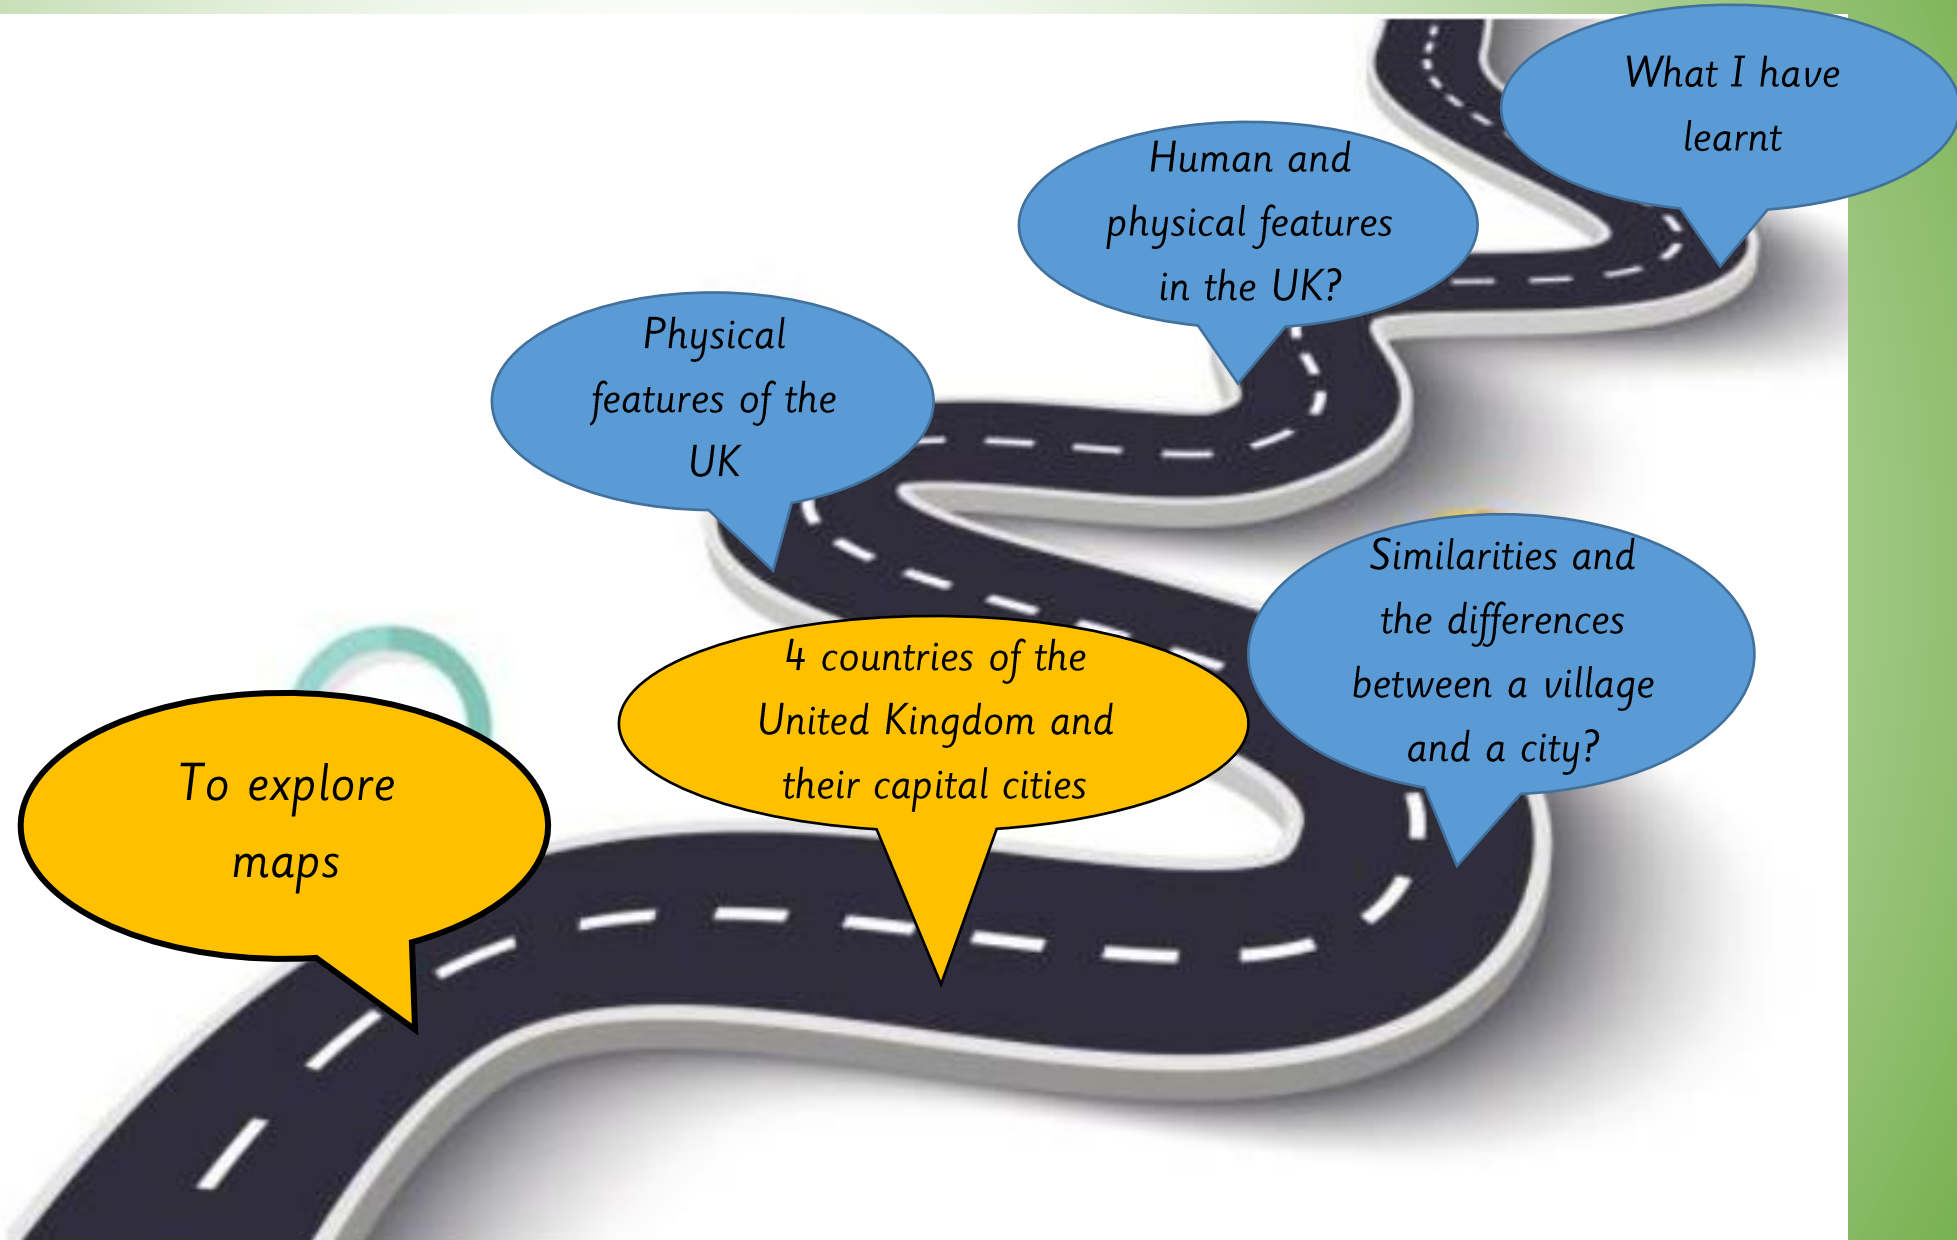 What I have
learnt
Human and
physical features
in the UK?
Physical
features of the
UK
Similarities and
the differences
between a village
and a city?
4 countries of the
United Kingdom and
their capital cities
To explore
maps